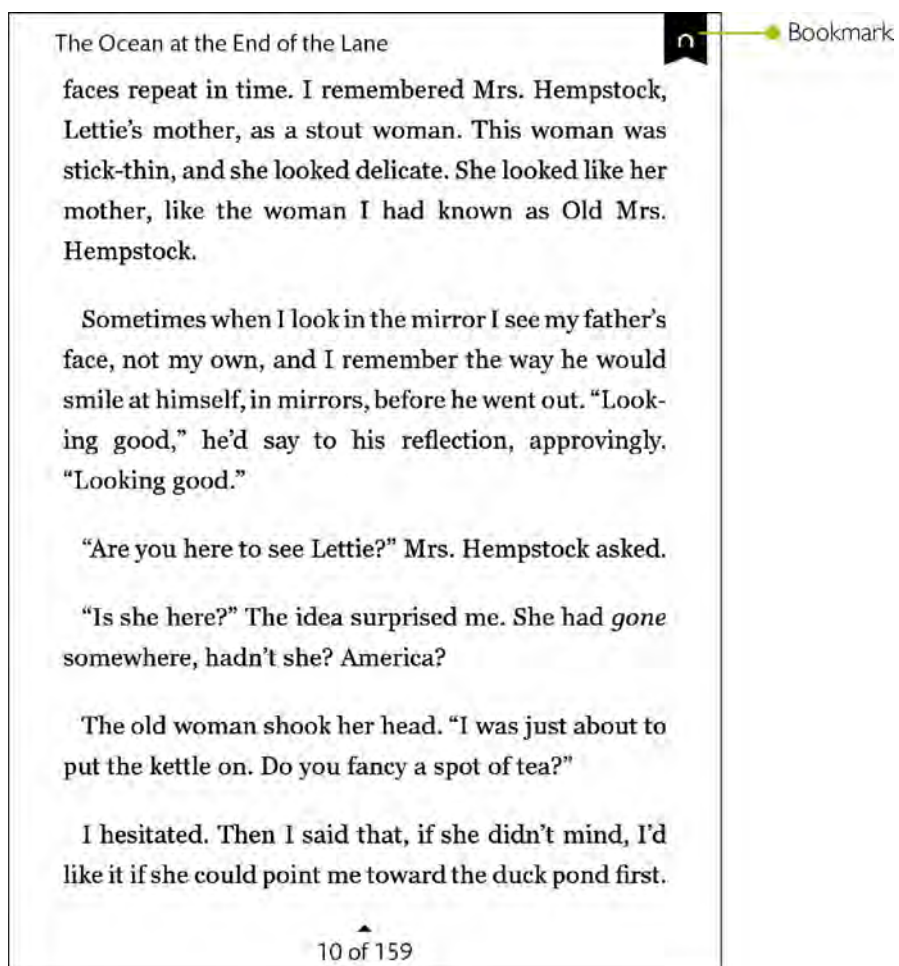 The Ocean at the End of the Lane
Bookmark
faces repeat in time. I remembered Mrs. Hempstock,
Lettie’s mother, as a stout woman. This woman was
stick-thin, and she looked delicate. She looked like her
mother, like the woman I had known as Old Mrs.
Hempstock.
Sometimes when I look in the mirror I see my father’s
face, not my own, and I remember the way he would
smile at himself, in mirrors, before he went out. “Look-
ing good,” he’d say to his reflection, approvingly.
“Looking good.”
“Are you here to see Lettie?” Mrs. Hempstock asked.
“Is she here?” The idea surprised me. She had gone
somewhere, hadn’t she? America?
The old woman shook her head. “I was just about to
put the kettle on. Do you fancy a spot of tea?”
I hesitated. Then I said that, if she didn’t mind, I’d
like it if she could point me toward the duck pond first.
10 of 159